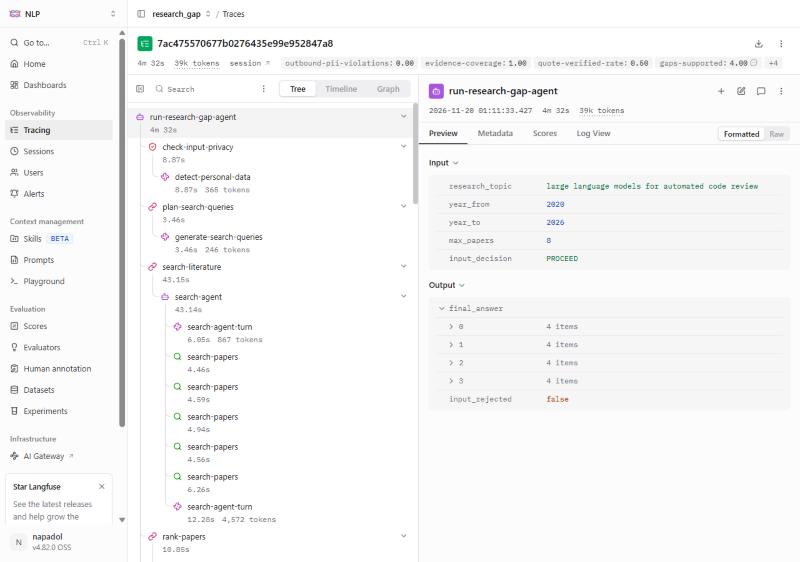 NLP
Go to... Ctrl K
Home
Dashboards
Observability
Tracing
Sessions
Users
Alerts
Context management
Skills BETA
Prompts
Playground
Evaluation
Scores
Evaluators
Human annotation
Datasets
Experiments
Infrastructure
AI Gateway ↗
Star Langfuse
See the latest releases
and help grow the
N napadol
v4.82.0 OSS
research_gap / Traces
7ac475570677b0276435e99e952847a8
4m 32s 39k tokens session ↗ outbound-pii-violations: 0.00 evidence-coverage: 1.00 quote-verified-rate: 0.60 gaps-supported: 4.00 +4
Search Tree Timeline Graph
run-research-gap-agent
4m 32s
check-input-privacy
8.87s
detect-personal-data
8.87s 365 tokens
plan-search-queries
3.46s
generate-search-queries
3.46s 246 tokens
search-literature
43.15s
search-agent
43.14s
search-agent-turn
6.05s 867 tokens
search-papers
4.46s
search-papers
4.59s
search-papers
4.94s
search-papers
4.56s
search-papers
6.26s
search-agent-turn
12.28s 4,572 tokens
rank-papers
10.85s
run-research-gap-agent
2026-11-20 01:11:33.427 4m 32s 39k tokens
Preview Metadata Scores Log View Formatted Raw
Input
research_topic large language models for automated code review
year_from 2020
year_to 2026
max_papers 8
input_decision PROCEED
Output
final_answer
0 4 items
1 4 items
2 4 items
3 4 items
input_rejected false